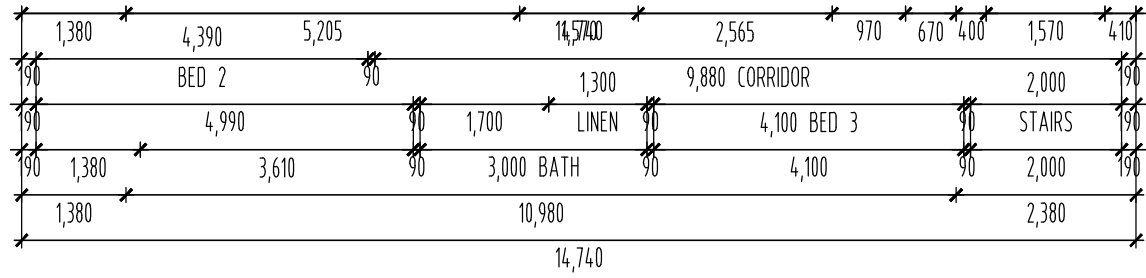 1,380 4,390 5,205 2,565 970 670 400 1,570 410
190 BED 2 90 1,300 9,880 CORRIDOR 2,000 190
190 4,990 90 1,700 LINEN 90 4,100 BED 3 90 STAIRS 190
190 1,380 3,610 90 3,000 BATH 90 4,100 90 2,000 190
1,380 10,980 2,380
14,740